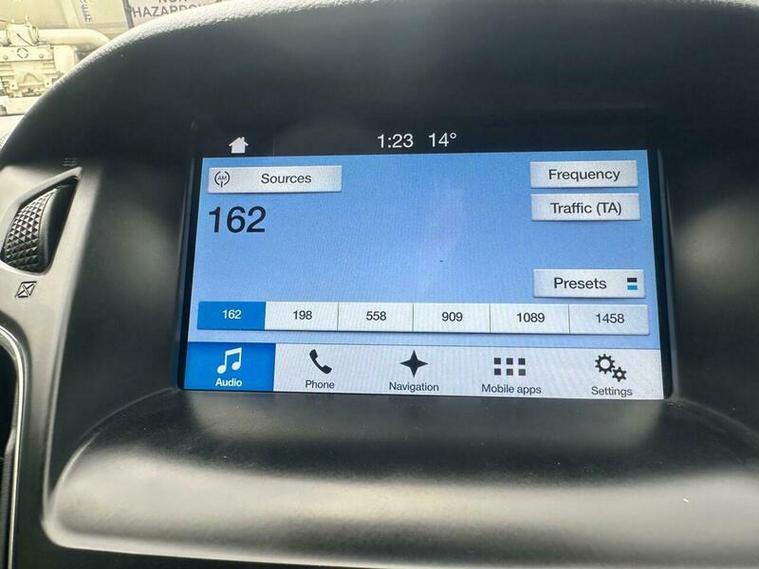 HAZARDO
1:23 14°
AM Sources
Frequency
162
Traffic (TA)
Presets
162 198 558 909 1089 1458
Audio Phone Navigation Mobile apps Settings